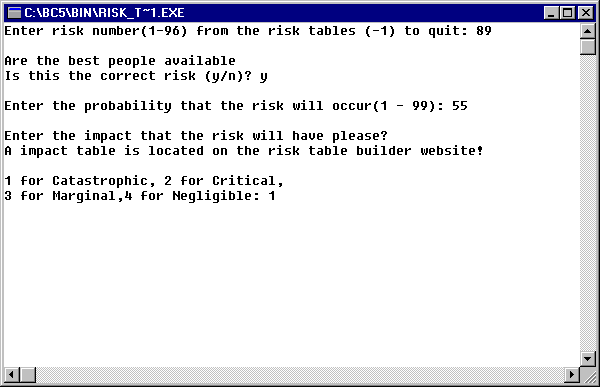 C:\BC5\BIN\RISK_T~1.EXE
Enter risk number(1-96) from the risk tables (-1) to quit: 89
Are the best people available
Is this the correct risk (y/n)? y
Enter the probability that the risk will occur(1 - 99): 55
Enter the impact that the risk will have please?
A impact table is located on the risk table builder website!
1 for Catastrophic, 2 for Critical,
3 for Marginal,4 for Negligible: 1